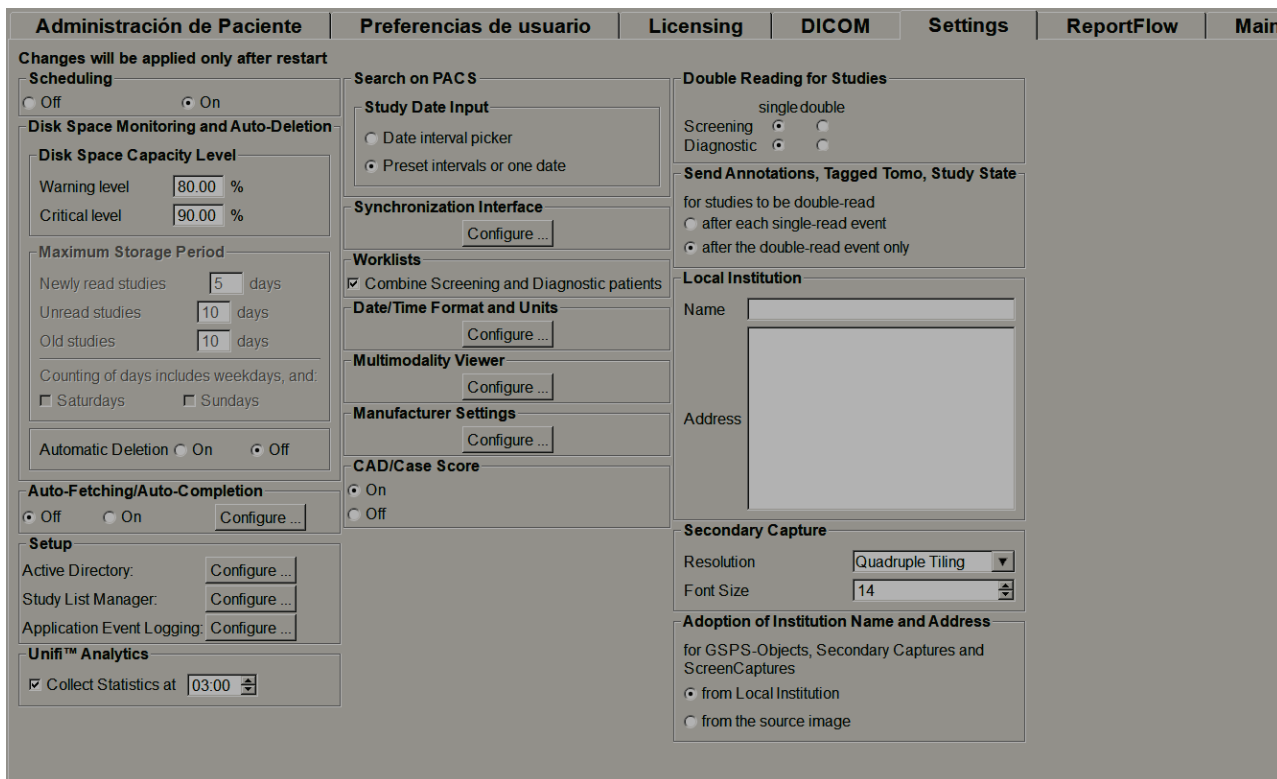 Administración de Paciente
Preferencias de usuario
Licensing
DICOM
Settings
ReportFlow
Changes will be applied only after restart
Scheduling
Off On
Disk Space Monitoring and Auto-Deletion
Disk Space Capacity Level
Warning level 80.00 %
Critical level 90.00 %
Maximum Storage Period
Newly read studies 5 days
Unread studies 10 days
Old studies 10 days
Counting of days includes weekdays, and:
Saturdays Sundays
Automatic Deletion On Off
Auto-Fetching/Auto-Completion
Off On Configure ...
Setup
Active Directory: Configure ...
Study List Manager: Configure ...
Application Event Logging: Configure ...
Unifi™ Analytics
Collect Statistics at 03:00
Search on PACS
Study Date Input
Date interval picker
Preset intervals or one date
Synchronization Interface
Configure ...
Worklists
Combine Screening and Diagnostic patients
Date/Time Format and Units
Configure ...
Multimodality Viewer
Configure ...
Manufacturer Settings
Configure ...
CAD/Case Score
On
Off
Double Reading for Studies
single double
Screening
Diagnostic
Send Annotations, Tagged Tomo, Study State
for studies to be double-read
after each single-read event
after the double-read event only
Local Institution
Name
Address
Secondary Capture
Resolution Quadruple Tiling
Font Size 14
Adoption of Institution Name and Address
for GSPS-Objects, Secondary Captures and
ScreenCaptures
from Local Institution
from the source image